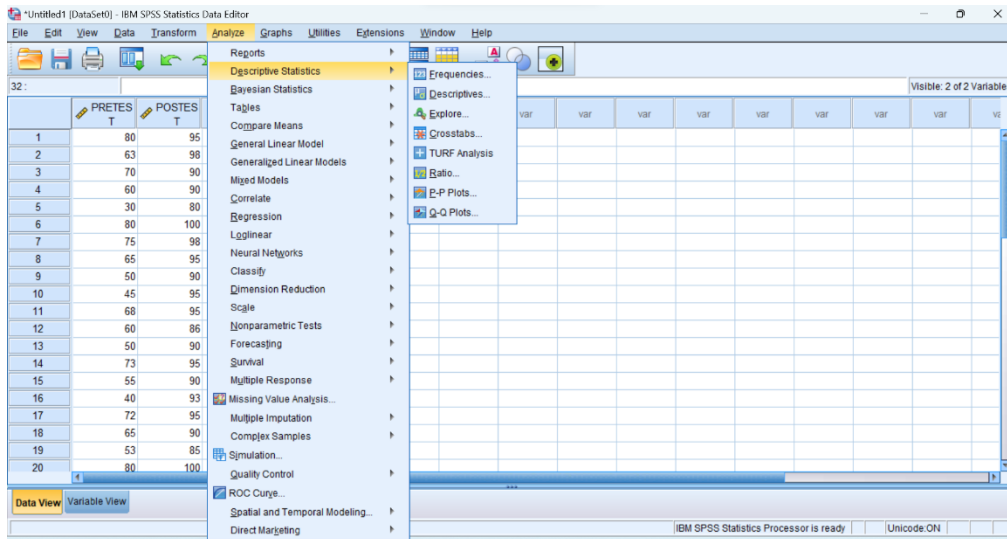 *Untitled1 [DataSet0] - IBM SPSS Statistics Data Editor
File Edit View Data Transform Analyze Graphs Utilities Extensions Window Help
32 :
Visible: 2 of 2 Variable
PRETES
T
POSTES
T
var var var var var var var var va
1 80 95
2 63 98
3 70 90
4 60 90
5 30 80
6 80 100
7 75 98
8 65 95
9 50 90
10 45 95
11 68 95
12 60 86
13 50 90
14 73 95
15 55 90
16 40 93
17 72 95
18 65 90
19 53 85
20 80 100
Reports
Descriptive Statistics
Bayesian Statistics
Tables
Compare Means
General Linear Model
Generalized Linear Models
Mixed Models
Correlate
Regression
Loglinear
Neural Networks
Classify
Dimension Reduction
Scale
Nonparametric Tests
Forecasting
Survival
Multiple Response
Missing Value Analysis...
Multiple Imputation
Complex Samples
Simulation...
Quality Control
ROC Curve...
Spatial and Temporal Modeling...
Direct Marketing
123 Frequencies...
Descriptives...
Explore...
Crosstabs...
TURF Analysis
1/2 Ratio...
P-P Plots...
Q-Q Plots...
Data View Variable View
IBM SPSS Statistics Processor is ready Unicode:ON